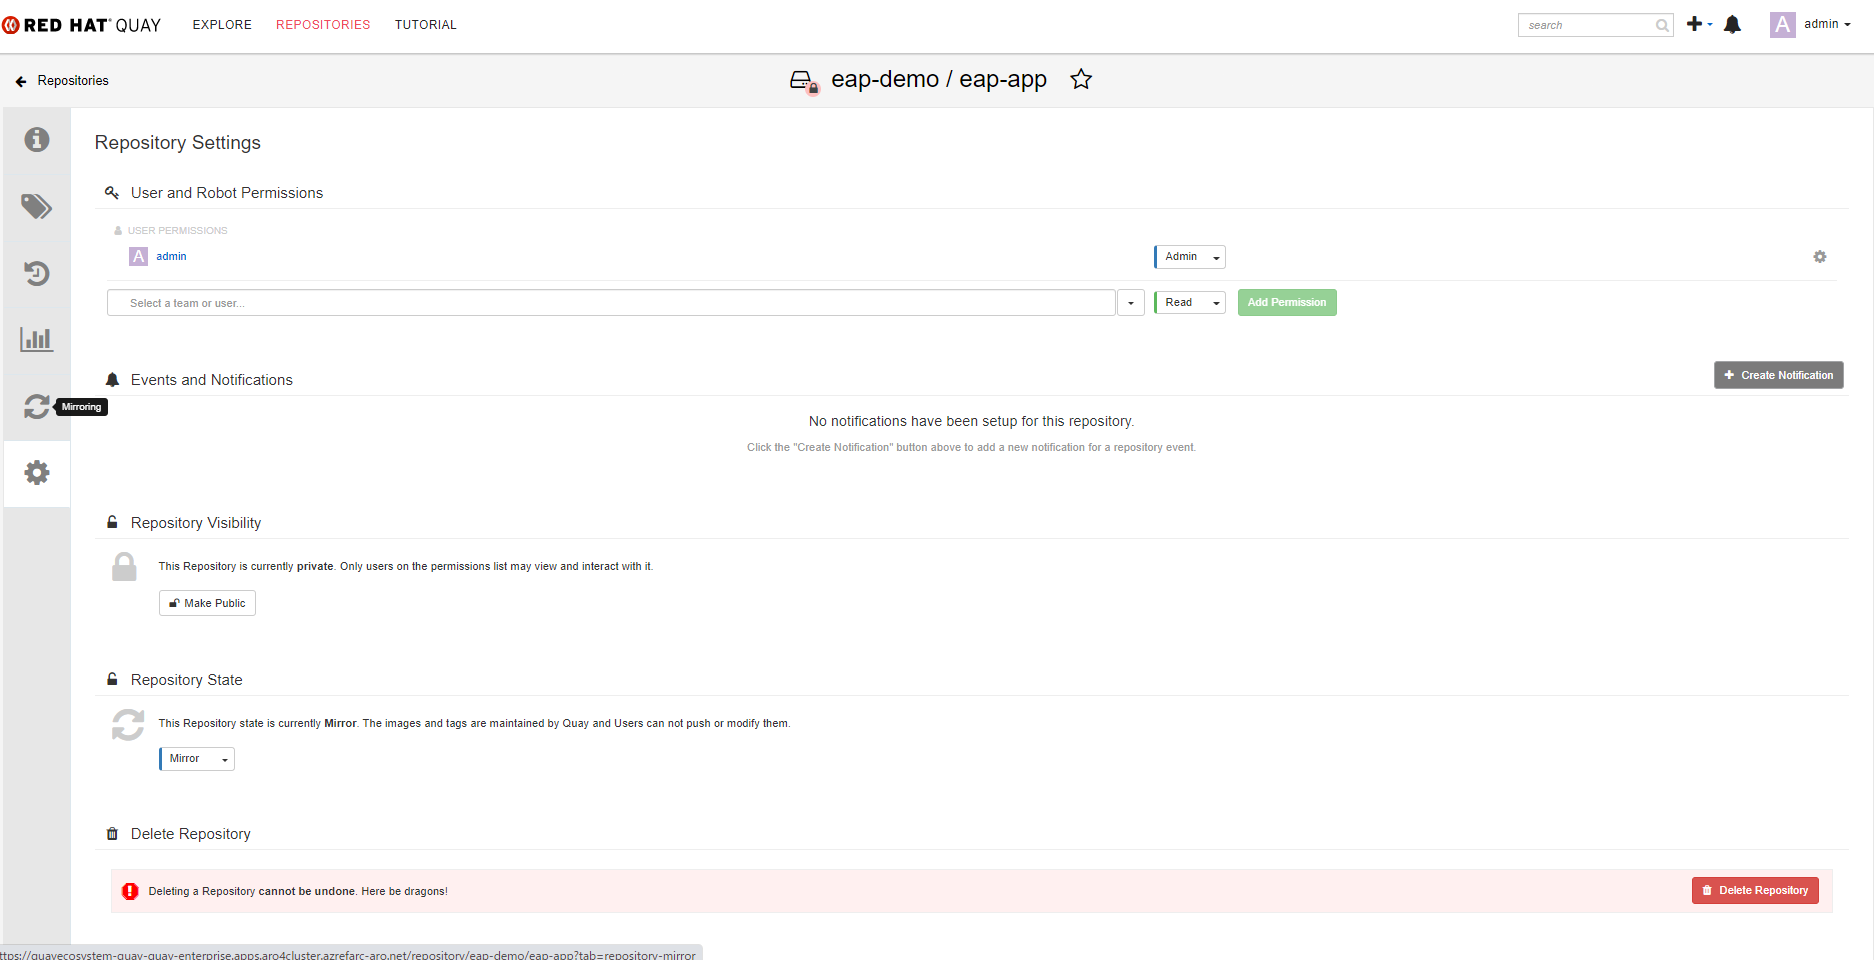 RED HAT QUAY EXPLORE REPOSITORIES TUTORIAL search A admin
Repositories eap-demo / eap-app
Repository Settings
User and Robot Permissions
USER PERMISSIONS
A admin Admin
Select a team or user... Read Add Permission
Events and Notifications Create Notification
Mirroring
No notifications have been setup for this repository.
Click the "Create Notification" button above to add a new notification for a repository event.
Repository Visibility
This Repository is currently private. Only users on the permissions list may view and interact with it.
Make Public
Repository State
This Repository state is currently Mirror. The images and tags are maintained by Quay and Users can not push or modify them.
Mirror
Delete Repository
Deleting a Repository cannot be undone. Here be dragons! Delete Repository
ttps://quayecosystem-quay-quay-enterprise.apps.aro4cluster.azrefarc-aro.net/repository/eap-demo/eap-app?tab=repository-mirror